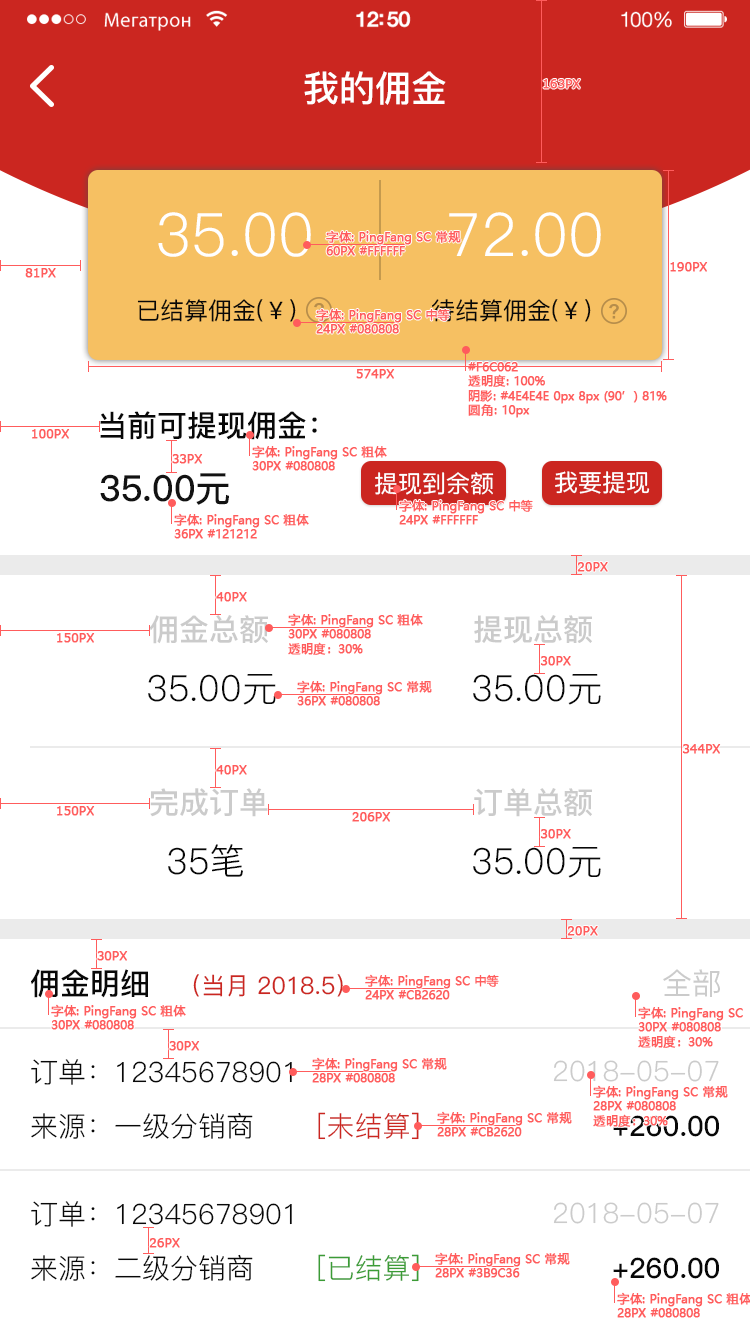 Мегатрон 12:50 100%
我的佣金
163PX
35.00 72.00
字体: PingFang SC 常规
60PX #FFFFFF
81PX
190PX
已结算佣金(¥) ? 待结算佣金(¥) ?
字体: PingFang SC 中等
24PX #080808
574PX
#F6C062
透明度: 100%
阴影: #4E4E4E 0px 8px (90′) 81%
圆角: 10px
100PX
当前可提现佣金：
字体: PingFang SC 粗体
30PX #080808
33PX
35.00元 提现到余额 我要提现
字体: PingFang SC 中等
24PX #FFFFFF
字体: PingFang SC 粗体
36PX #121212
20PX
40PX
150PX
佣金总额 提现总额
字体: PingFang SC 粗体
30PX #080808
透明度: 30%
30PX
35.00元 35.00元
字体: PingFang SC 常规
36PX #080808
344PX
40PX
150PX
完成订单 订单总额
206PX
30PX
35笔 35.00元
20PX
30PX
佣金明细 (当月 2018.5) 全部
字体: PingFang SC 中等
24PX #CB2620
字体: PingFang SC 粗体
30PX #080808
字体: PingFang SC
30PX #080808
透明度: 30%
30PX
订单：12345678901 2018-05-07
字体: PingFang SC 常规
28PX #080808
字体: PingFang SC 常规
28PX #080808
透明度: 30%
来源：一级分销商 [未结算] +260.00
字体: PingFang SC 常规
28PX #CB2620
订单：12345678901 2018-05-07
26PX
来源：二级分销商 [已结算] +260.00
字体: PingFang SC 常规
28PX #3B9C36
字体: PingFang SC 粗体
28PX #080808